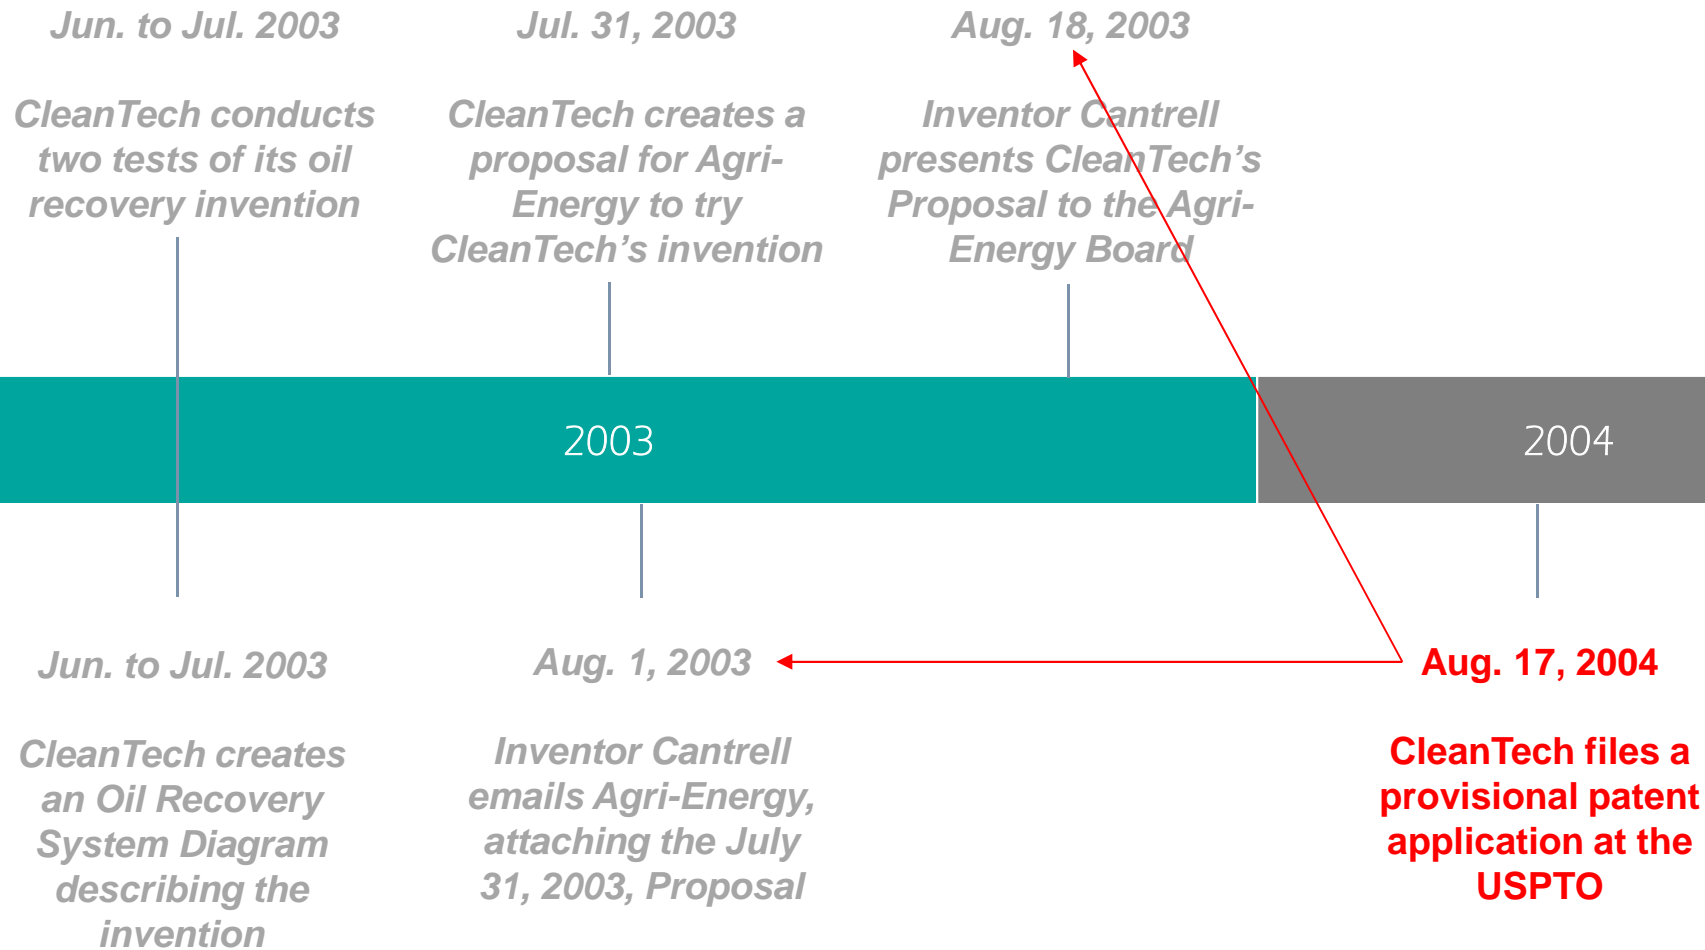 Jun. to Jul. 2003
CleanTech conducts
two tests of its oil
recovery invention
Jul. 31, 2003
CleanTech creates a
proposal for Agri-
Energy to try
CleanTech’s invention
Aug. 18, 2003
Inventor Cantrell
presents CleanTech’s
Proposal to the Agri-
Energy Board
2003
2004
Jun. to Jul. 2003
CleanTech creates
an Oil Recovery
System Diagram
describing the
invention
Aug. 1, 2003
Inventor Cantrell
emails Agri-Energy,
attaching the July
31, 2003, Proposal
Aug. 17, 2004
CleanTech files a
provisional patent
application at the
USPTO